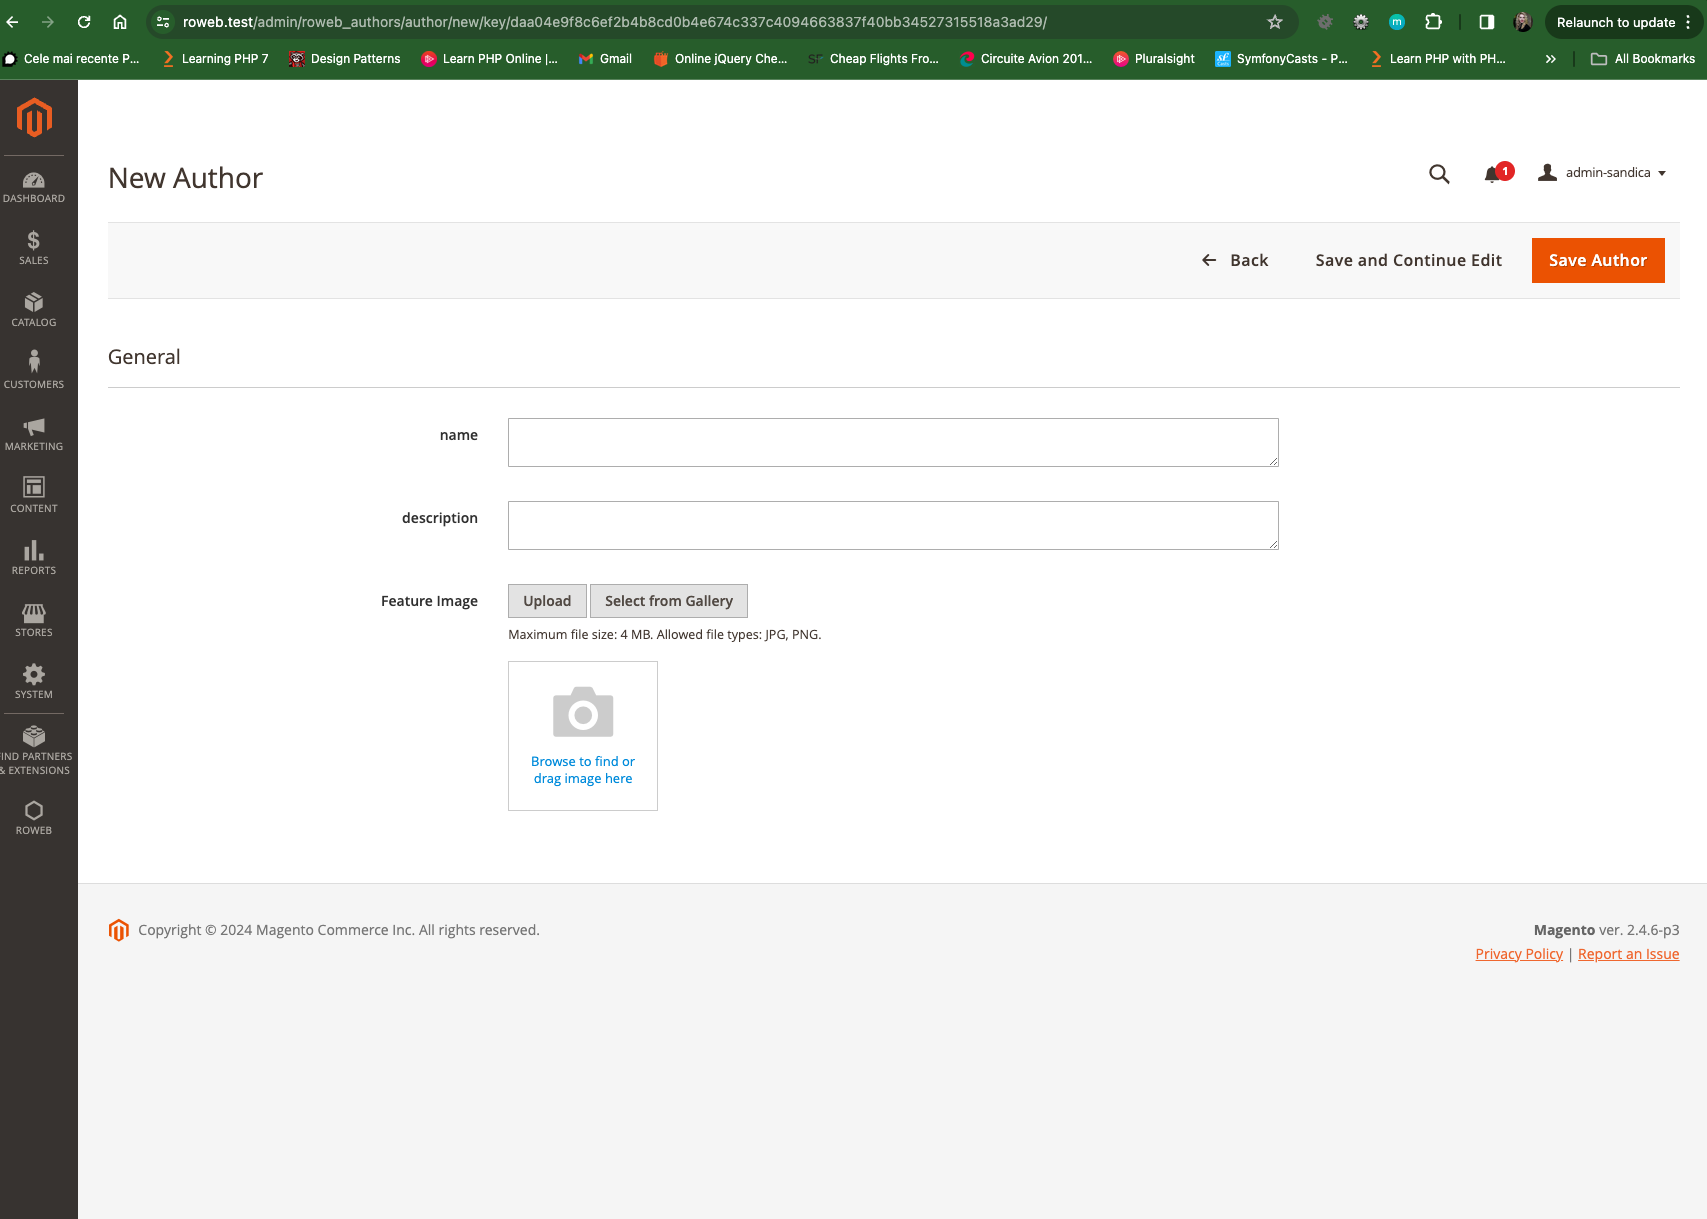 roweb.test/admin/roweb_authors/author/new/key/daa04e9f8c6ef2b4b8cd0b4e674c337c4094663837f40bb34527315518a3ad29/
m
Relaunch to update
Cele mai recente P... Learning PHP 7 Design Patterns Learn PHP Online |... Gmail Online jQuery Che... SF Cheap Flights Fro... Circuite Avion 201... Pluralsight SymfonyCasts - P... Learn PHP with PH... » All Bookmarks
New Author
1
admin-sandica
← Back Save and Continue Edit Save Author
DASHBOARD
SALES
CATALOG
CUSTOMERS
MARKETING
CONTENT
REPORTS
STORES
SYSTEM
IND PARTNERS
& EXTENSIONS
ROWEB
General
name
description
Feature Image
Upload Select from Gallery
Maximum file size: 4 MB. Allowed file types: JPG, PNG.
Browse to find or
drag image here
Copyright © 2024 Magento Commerce Inc. All rights reserved.
Magento ver. 2.4.6-p3
Privacy Policy | Report an Issue